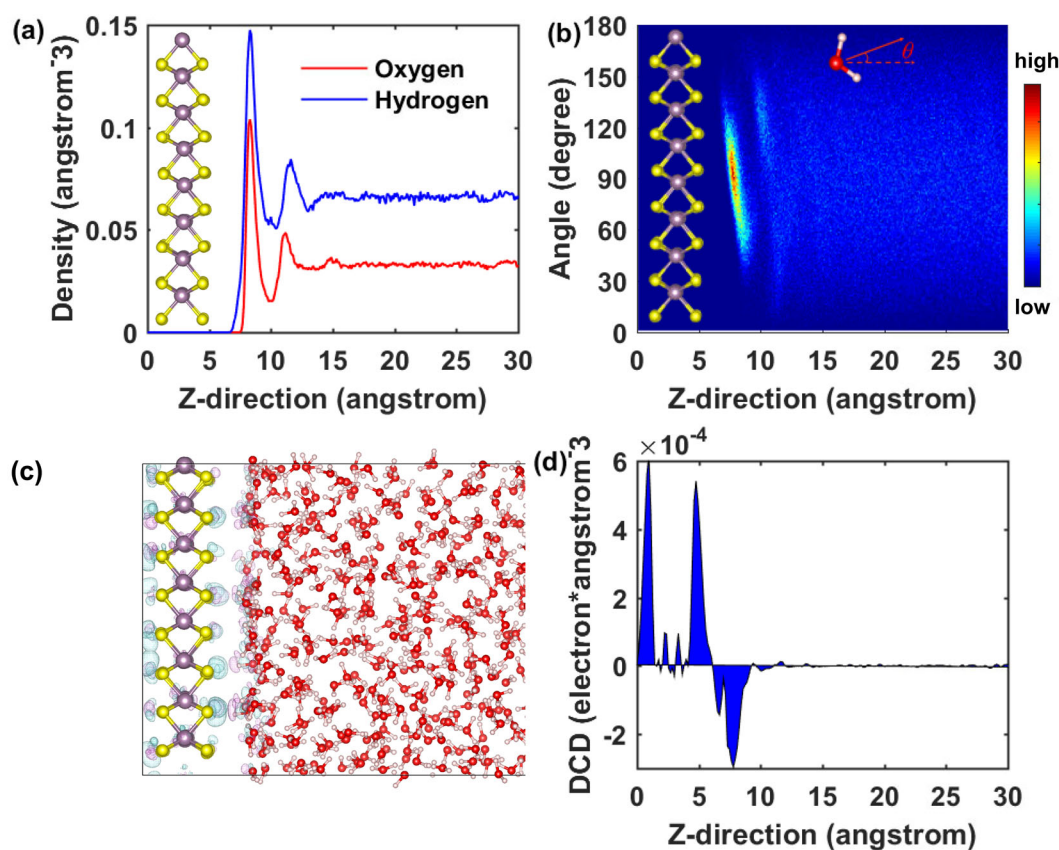 (a)
0.15
0.1
0.05
0
Density (angstrom^-3)
Oxygen
Hydrogen
0 5 10 15 20 25 30
Z-direction (angstrom)
(b)
180
150
120
90
60
30
0
Angle (degree)
θ
high
low
0 5 10 15 20 25 30
Z-direction (angstrom)
(c)
(d)
×10^-4
6
4
2
0
-2
DCD (electron*angstrom^-3
0 5 10 15 20 25 30
Z-direction (angstrom)